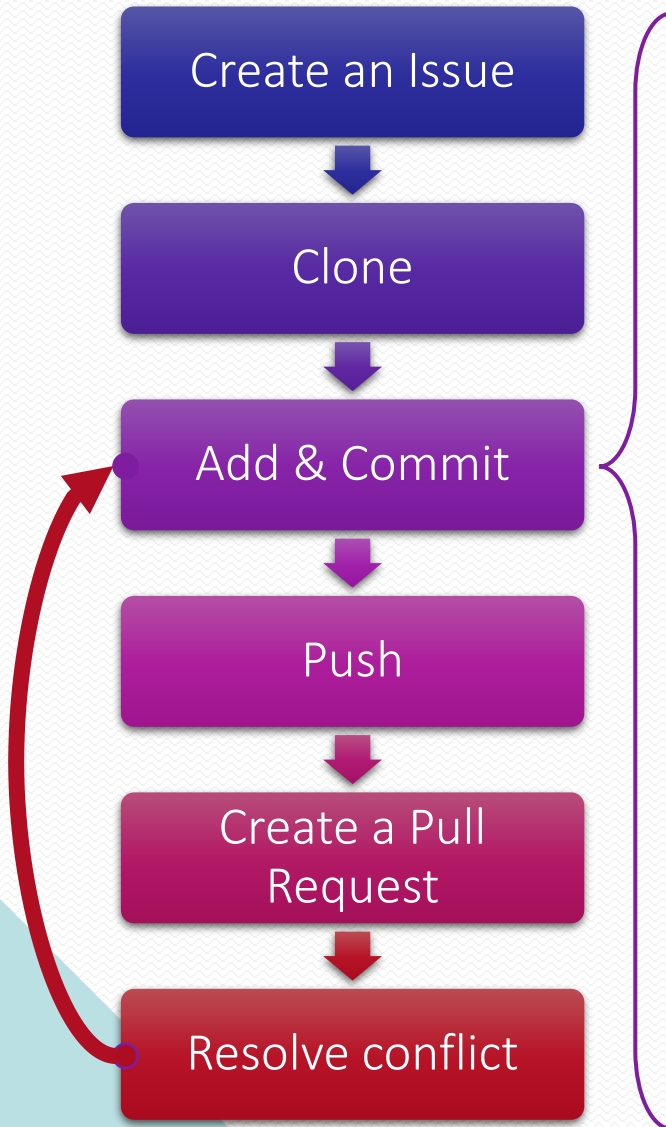 Create an Issue
Clone
Add & Commit
Push
Create a Pull
Request
Resolve conflict